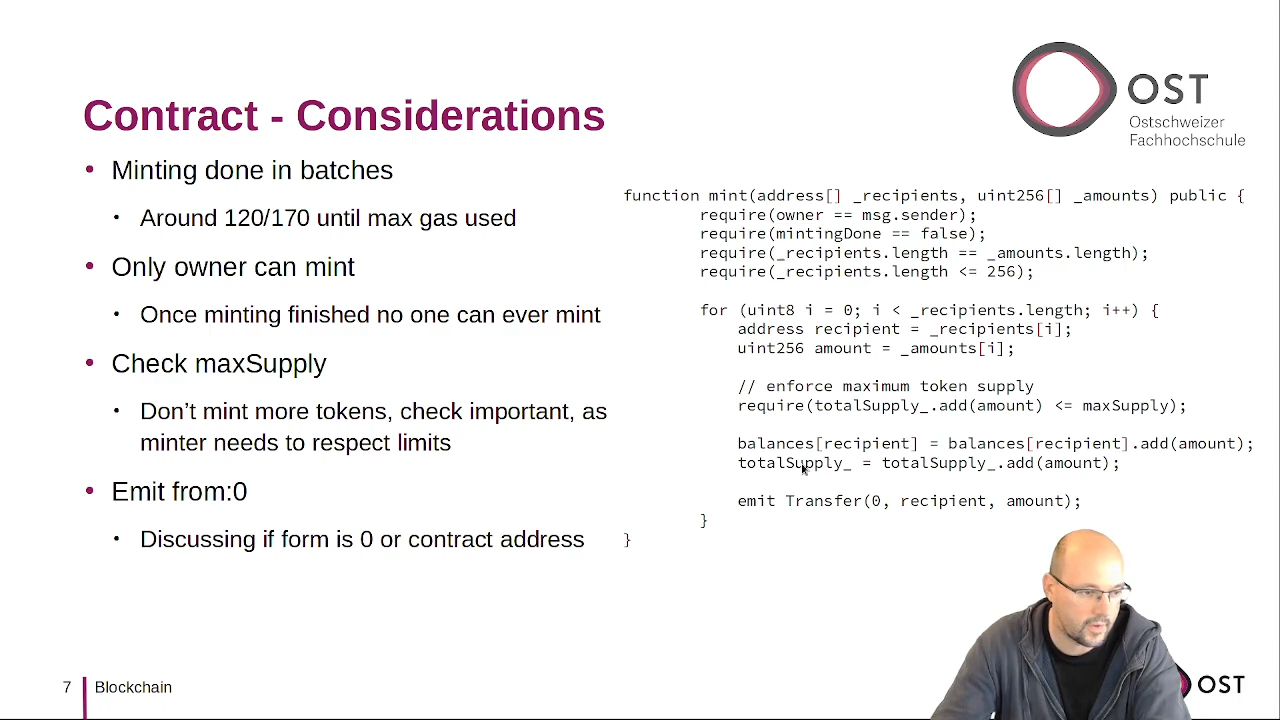 OST
Ostschweizer
Fachhochschule
Contract - Considerations
• Minting done in batches
• Around 120/170 until max gas used
• Only owner can mint
• Once minting finished no one can ever mint
• Check maxSupply
• Don’t mint more tokens, check important, as
minter needs to respect limits
• Emit from:0
• Discussing if form is 0 or contract address
function mint(address[] _recipients, uint256[] _amounts) public {
require(owner == msg.sender);
require(mintingDone == false);
require(_recipients.length == _amounts.length);
require(_recipients.length <= 256);
for (uint8 i = 0; i < _recipients.length; i++) {
address recipient = _recipients[i];
uint256 amount = _amounts[i];
// enforce maximum token supply
require(totalSupply_.add(amount) <= maxSupply);
balances[recipient] = balances[recipient].add(amount);
totalSupply_ = totalSupply_.add(amount);
emit Transfer(0, recipient, amount);
}
}
7 Blockchain
OST